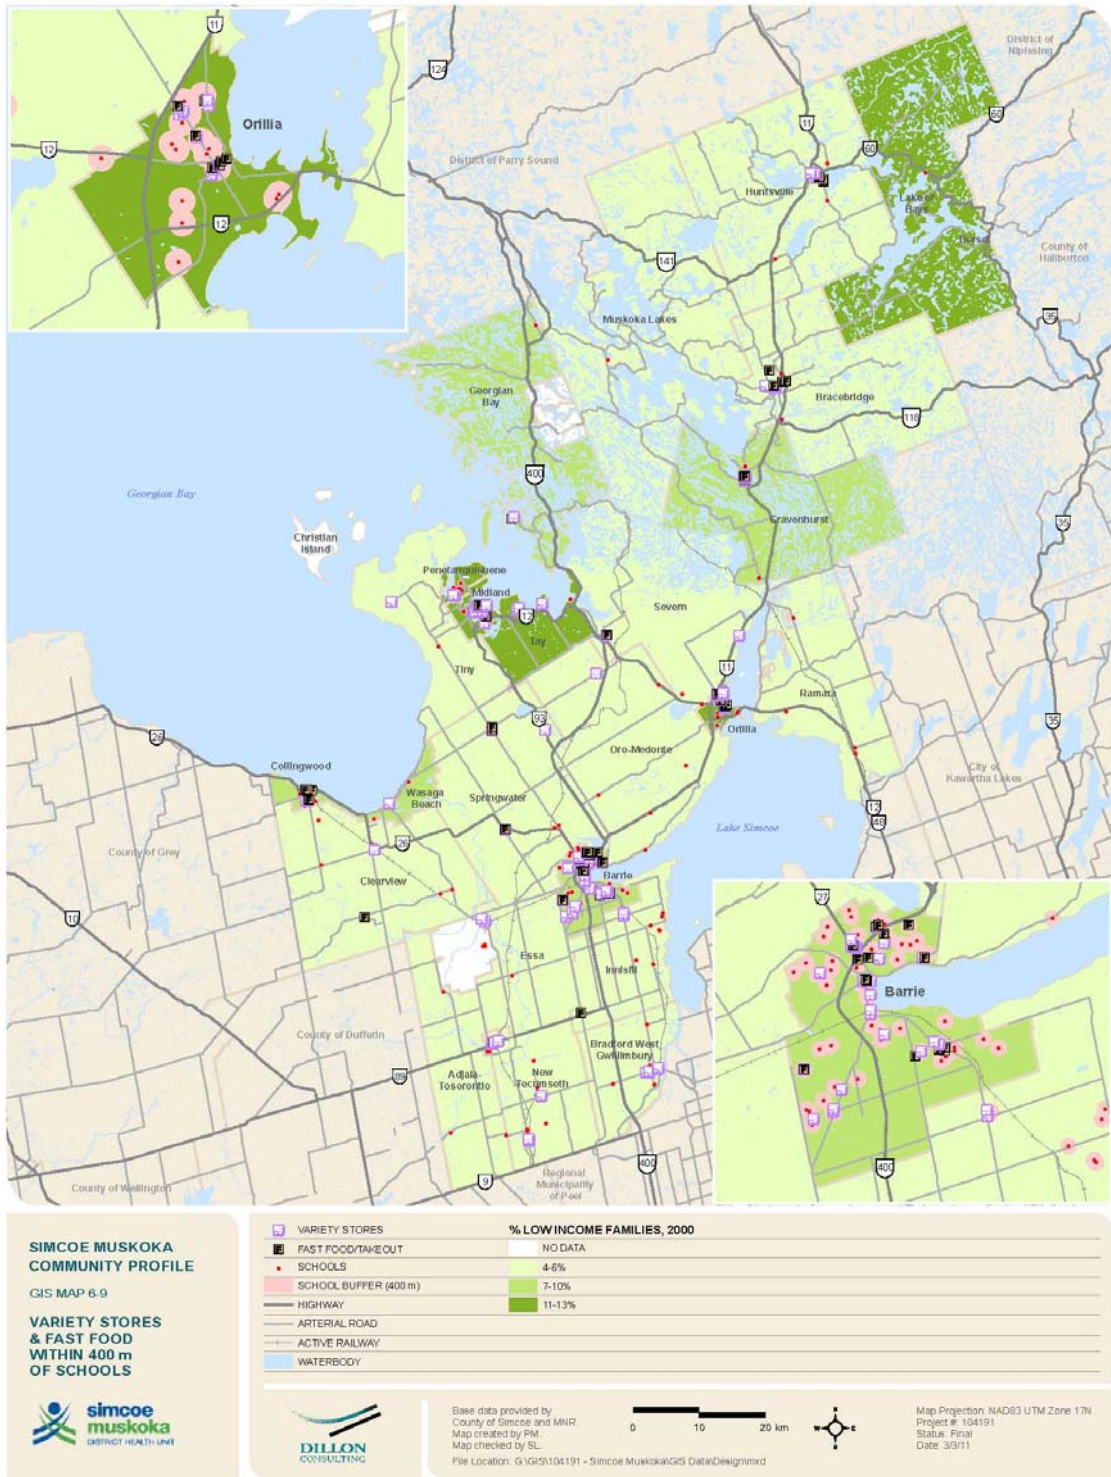 11
12
Orillia
12
124
District of
Nipissing
11
60
60
District of Parry Sound
Huntsville
Lake of
Bays
Dorset
County of
Haliburton
141
35
Muskoka Lakes
Georgian
Bay
Bracebridge
118
400
Georgian Bay
Gravenhurst
35
Christian
Island
Penetanguishene
Midland
12
Tay
Severn
Tiny
11
Ramara
93
Orillia
35
26
Oro-Medonte
Collingwood
Wasaga
Beach
Springwater
City of
Kawartha Lakes
12
48
Lake Simcoe
26
County of Grey
Clearview
Barrie
10
Essa
Innisfil
27
Barrie
400
County of Dufferin
Bradford West
Gwillimbury
89
Adjala-
Tosorontio
New
Tecumseth
400
9
County of Wellington
Regional
Municipality
of Peel
SIMCOE MUSKOKA
COMMUNITY PROFILE
GIS MAP 6-9
VARIETY STORES
& FAST FOOD
WITHIN 400 m
OF SCHOOLS
simcoe
muskoka
DISTRICT HEALTH UNIT
VARIETY STORES
FAST FOOD/TAKEOUT
SCHOOLS
SCHOOL BUFFER (400 m)
HIGHWAY
ARTERIAL ROAD
ACTIVE RAILWAY
WATERBODY
% LOW INCOME FAMILIES, 2000
NO DATA
4-6%
7-10%
11-13%
DILLON
CONSULTING
Base data provided by
County of Simcoe and MNR.
Map created by PM.
Map checked by SL.
File Location: G:\GIS\104191 - Simcoe Muskoka\GIS Data\Design\mxd
0 10 20 km
N
W E
S
Map Projection: NAD83 UTM Zone 17N
Project #: 104191
Status: Final
Date: 3/3/11